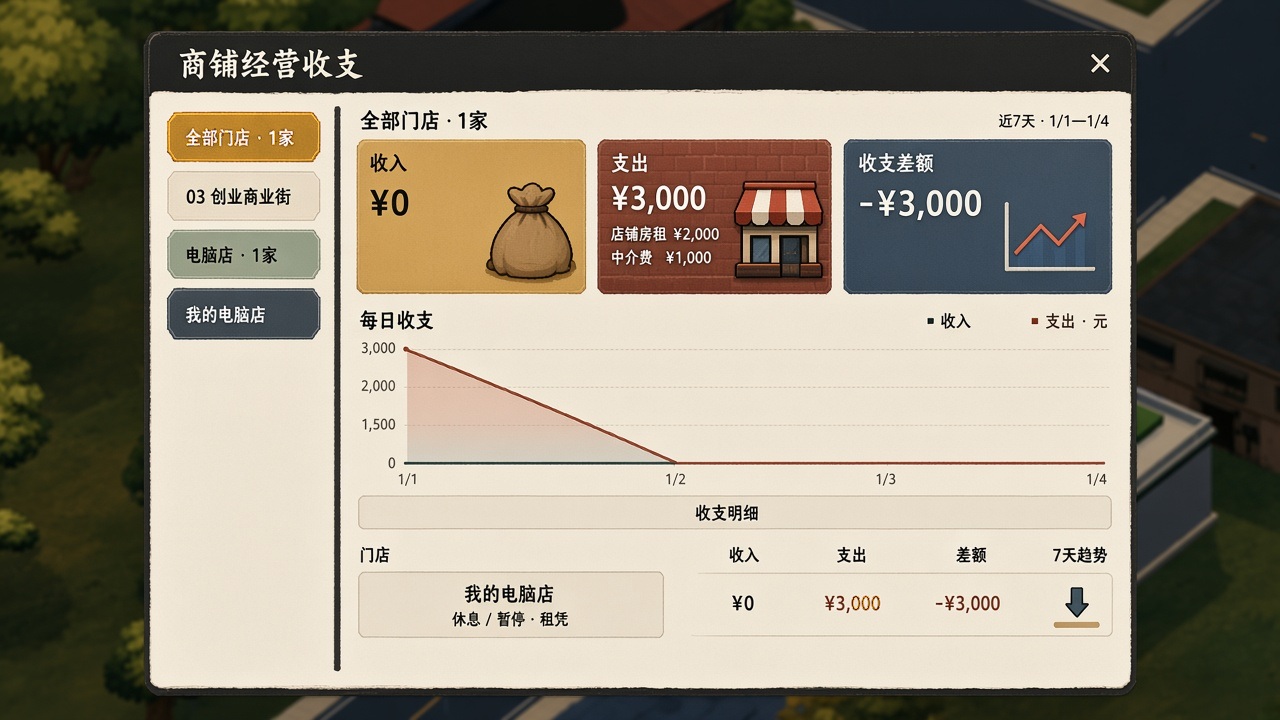 商铺经营收支
全部门店 · 1家
03 创业商业街
电脑店 · 1家
我的电脑店
全部门店 · 1家
近7天 · 1/1—1/4
收入
¥0
支出
¥3,000
店铺房租 ¥2,000
中介费 ¥1,000
收支差额
-¥3,000
每日收支
收入
支出 · 元
3,000
2,000
1,500
0
1/1 1/2 1/3 1/4
收支明细
门店 收入 支出 差额 7天趋势
我的电脑店
休息 / 暂停 · 租凭
¥0 ¥3,000 -¥3,000